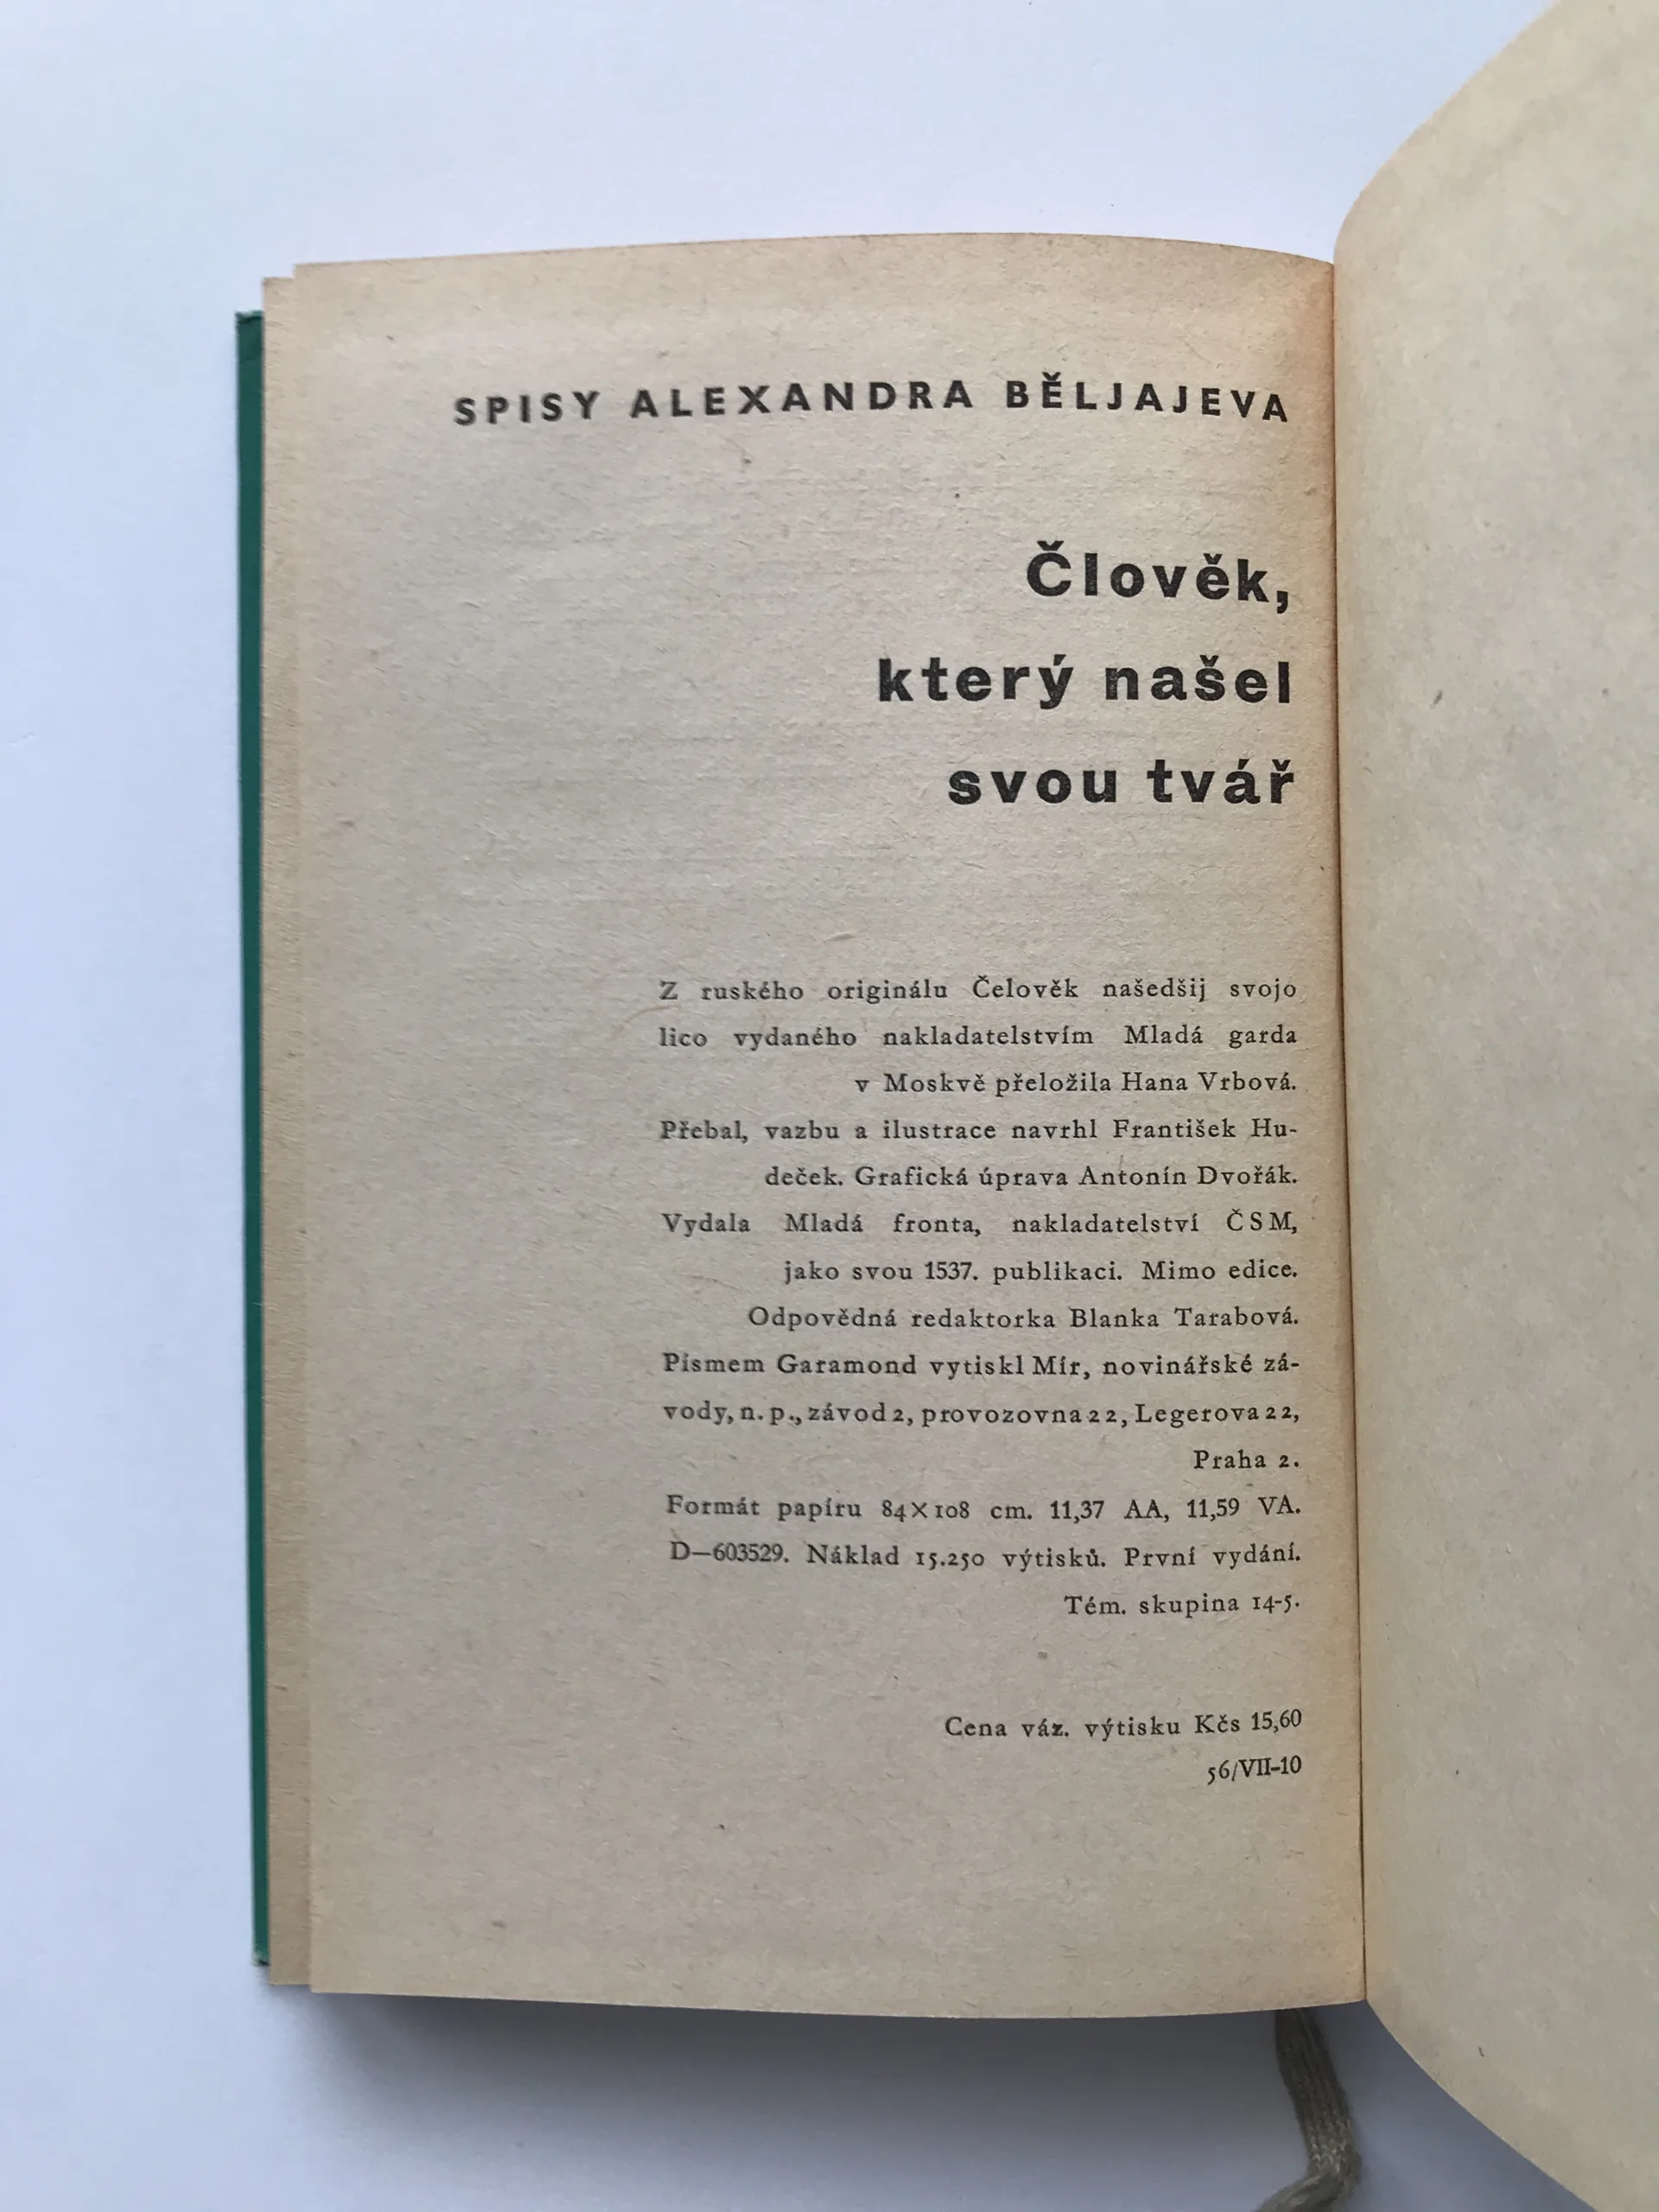 SPISY ALEXANDRA BĚLJAJEVA
Člověk,
který našel
svou tvář
Z ruského originálu Čelověk našedšij svojo
lico vydaného nakladatelstvím Mladá garda
v Moskvě přeložila Hana Vrbová.
Přebal, vazbu a ilustrace navrhl František Hu-
deček. Grafická úprava Antonín Dvořák.
Vydala Mladá fronta, nakladatelství ČSM,
jako svou 1537. publikaci. Mimo edice.
Odpovědná redaktorka Blanka Tarabová.
Písmem Garamond vytiskl Mír, novinářské zá-
vody, n. p., závod 2, provozovna 22, Legerova 22,
Praha 2.
Formát papíru 84×108 cm. 11,37 AA, 11,59 VA.
D—603529. Náklad 15.250 výtisků. První vydání.
Tém. skupina 14-5.
Cena váz. výtisku Kčs 15,60
56/VII-10